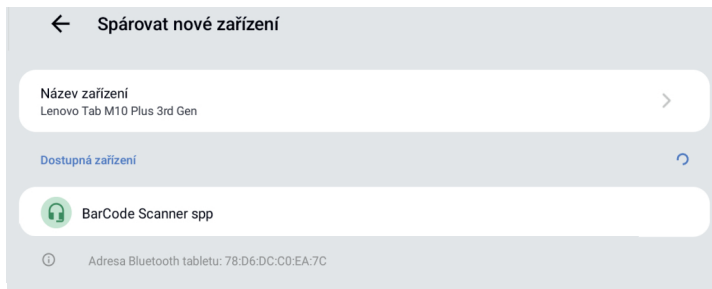 Spárovat nové zařízení
Název zařízení
Lenovo Tab M10 Plus 3rd Gen
Dostupná zařízení
BarCode Scanner spp
Adresa Bluetooth tabletu: 78:D6:DC:C0:EA:7C